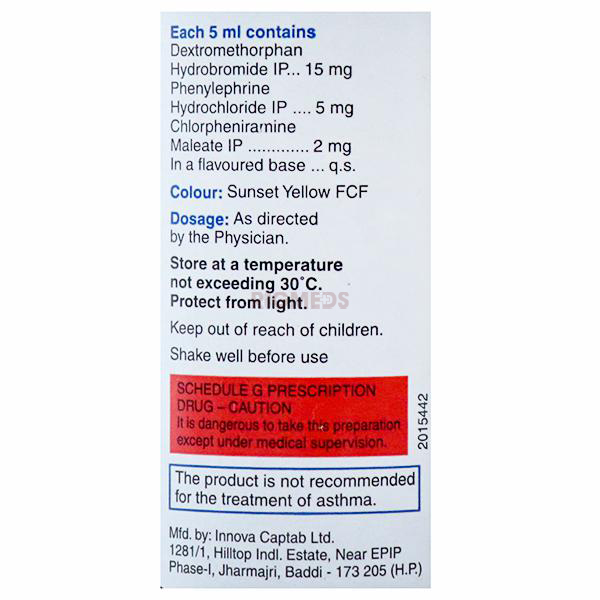 Each 5 ml contains
Dextromethorphan
Hydrobromide IP... 15 mg
Phenylephrine
Hydrochloride IP .... 5 mg
Chlorpheniramine
Maleate IP ............. 2 mg
In a flavoured base ... q.s.
Colour: Sunset Yellow FCF
Dosage: As directed
by the Physician.
Store at a temperature
not exceeding 30°C.
Protect from light.
Keep out of reach of children.
Shake well before use
SCHEDULE G PRESCRIPTION
DRUG – CAUTION
It is dangerous to take this preparation
except under medical supervision.
2015442
The product is not recommended
for the treatment of asthma.
Mfd. by: Innova Captab Ltd.
1281/1, Hilltop Indl. Estate, Near EPIP
Phase-I, Jharmajri, Baddi - 173 205 (H.P.)